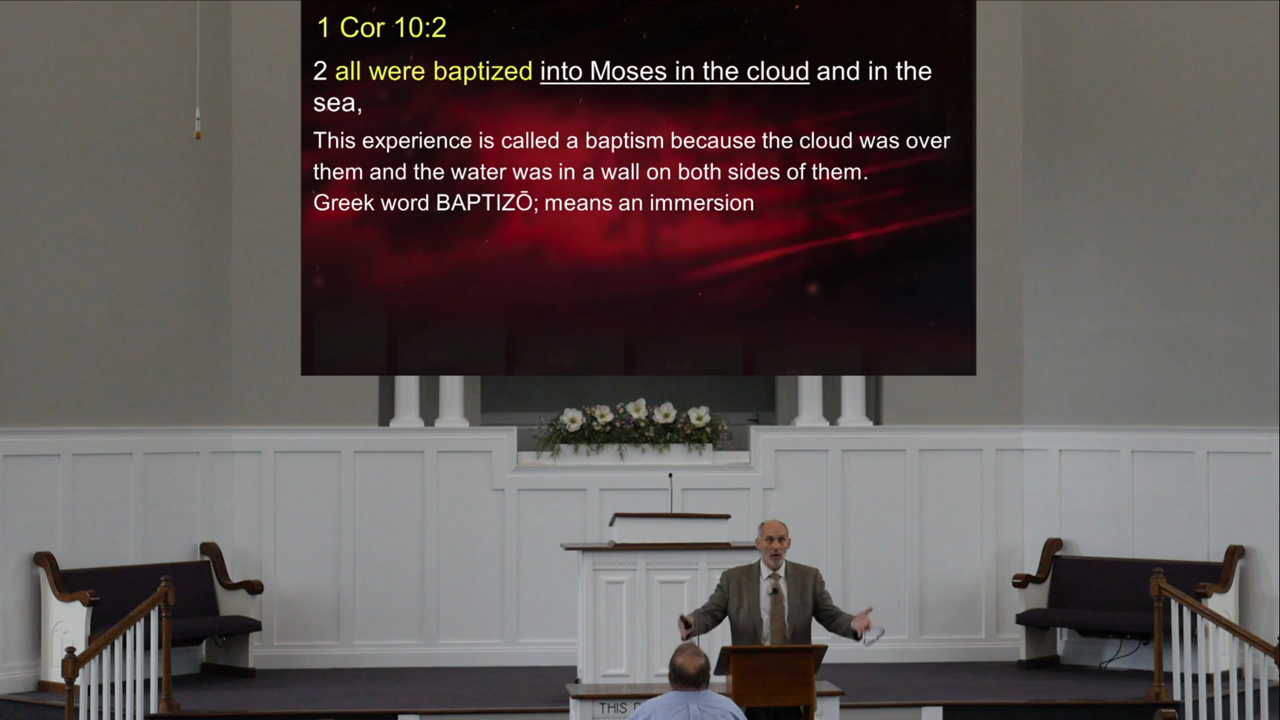 1 Cor 10:2
2 all were baptized into Moses in the cloud and in the
sea,
This experience is called a baptism because the cloud was over
them and the water was in a wall on both sides of them.
Greek word BAPTIZŌ; means an immersion
THIS